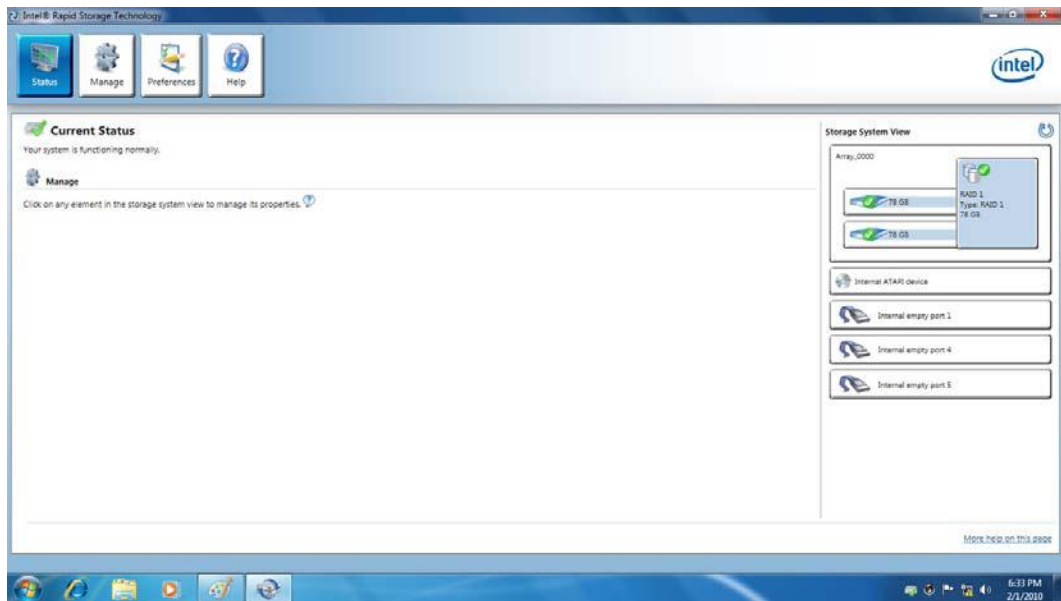 Intel® Rapid Storage Technology
Status
Manage
Preferences
Help
intel
Current Status
Your system is functioning normally.
Manage
Click on any element in the storage system view to manage its properties.
Storage System View
Array_0000
78 GB
78 GB
RAID 1
Type: RAID 1
78 GB
Internal ATAPI device
Internal empty port 1
Internal empty port 4
Internal empty port 5
More help on this page
6:33 PM
2/1/2010